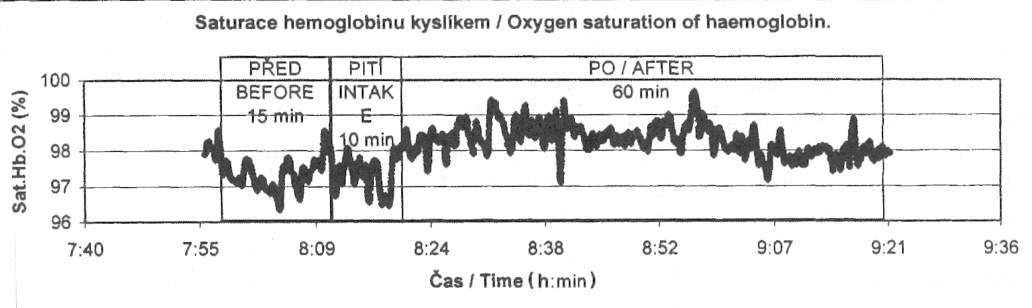 Saturace hemoglobinu kyslíkem / Oxygen saturation of haemoglobin.
Sat.Hb.O2 (%)
100
99
98
97
96
PŘED
BEFORE
15 min
PITÍ
INTAK
E
10 min
PO / AFTER
60 min
7:40 7:55 8:09 8:24 8:38 8:52 9:07 9:21 9:36
Čas / Time (h:min)